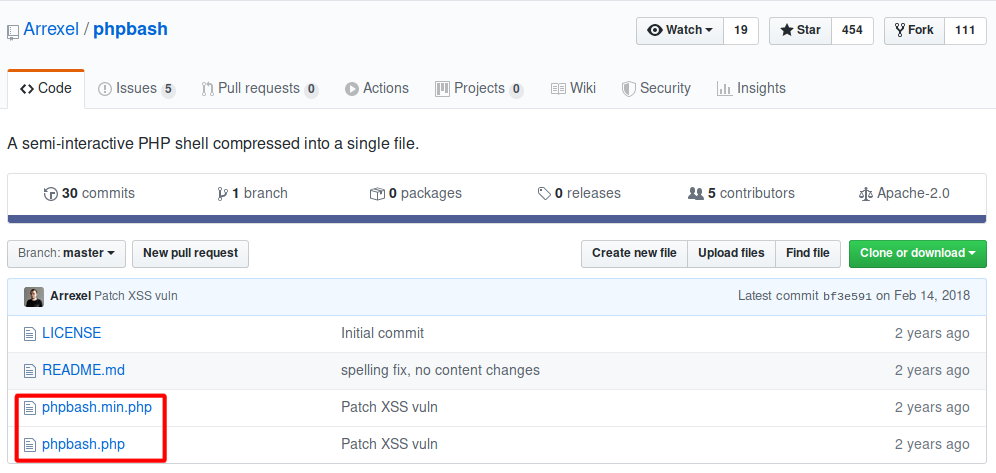 Arrexel / phpbash Watch 19 Star 454 Fork 111
Code Issues 5 Pull requests 0 Actions Projects 0 Wiki Security Insights
A semi-interactive PHP shell compressed into a single file.
30 commits 1 branch 0 packages 0 releases 5 contributors Apache-2.0
Branch: master New pull request Create new file Upload files Find file Clone or download
Arrexel Patch XSS vuln Latest commit bf3e591 on Feb 14, 2018
LICENSE Initial commit 2 years ago
README.md spelling fix, no content changes 2 years ago
phpbash.min.php Patch XSS vuln 2 years ago
phpbash.php Patch XSS vuln 2 years ago